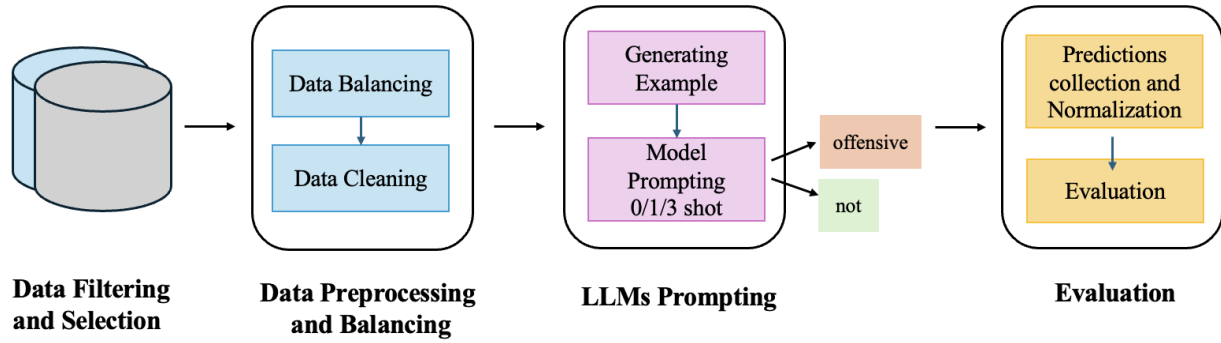 Data Balancing
Data Cleaning
Generating
Example
Model
Prompting
0/1/3 shot
offensive
not
Predictions
collection and
Normalization
Evaluation
Data Filtering
and Selection
Data Preprocessing
and Balancing
LLMs Prompting
Evaluation